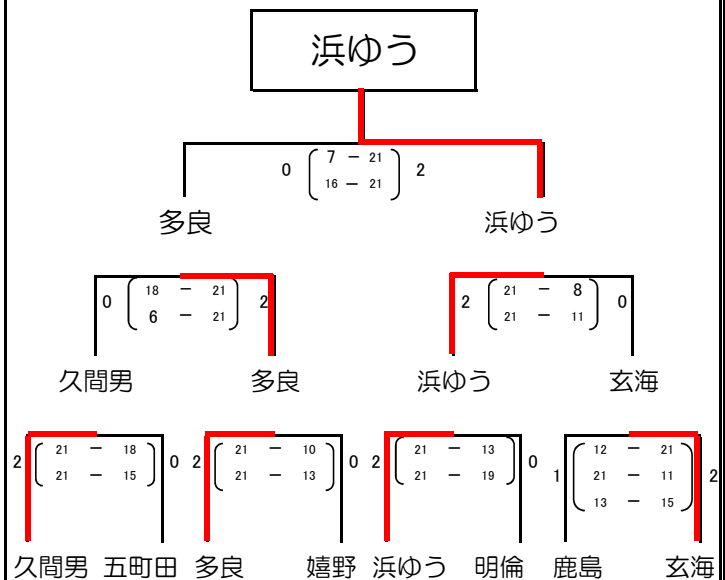 浜ゆう
0 7 － 21 2
16 － 21
多良 浜ゆう
0 18 － 21 2 2 21 － 8 0
6 － 21 21 － 11
久間男 多良 浜ゆう 玄海
21 － 18 21 － 10 21 － 13 12 － 21
2 0 2 0 2 0 1 2
21 － 15 21 － 13 21 － 19 21 － 11
13 － 15
久間男 五町田 多良 嬉野 浜ゆう 明倫 鹿島 玄海